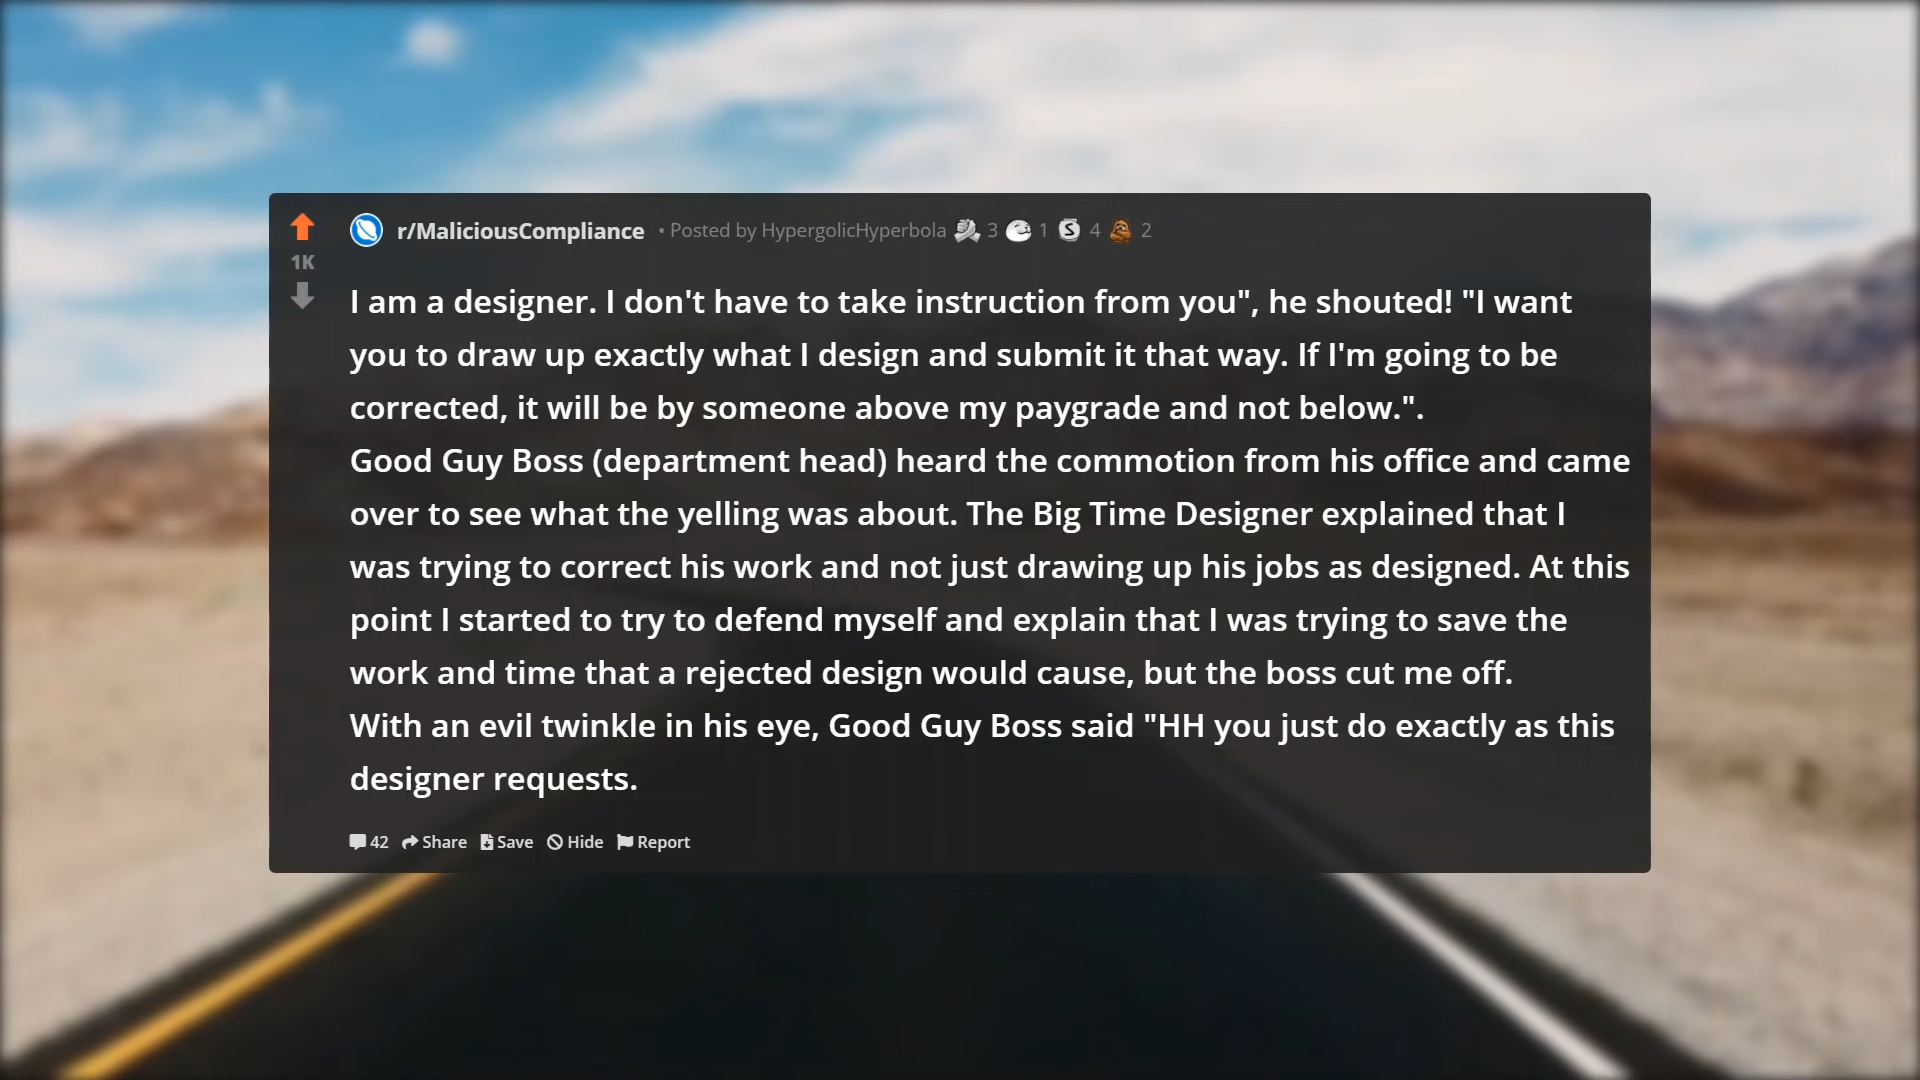 r/MaliciousCompliance • Posted by HypergolicHyperbola 3 1 S 4 2
1K
I am a designer. I don't have to take instruction from you", he shouted! "I want
you to draw up exactly what I design and submit it that way. If I'm going to be
corrected, it will be by someone above my paygrade and not below.".
Good Guy Boss (department head) heard the commotion from his office and came
over to see what the yelling was about. The Big Time Designer explained that I
was trying to correct his work and not just drawing up his jobs as designed. At this
point I started to try to defend myself and explain that I was trying to save the
work and time that a rejected design would cause, but the boss cut me off.
With an evil twinkle in his eye, Good Guy Boss said "HH you just do exactly as this
designer requests.
42 Share Save Hide Report